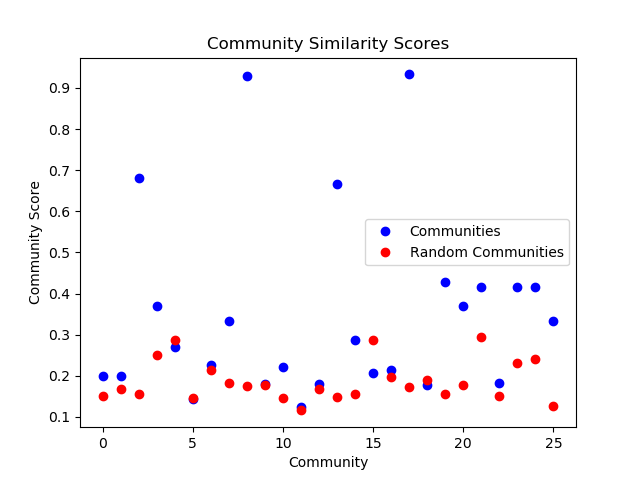 Community Similarity Scores
Community Score
0.9
0.8
0.7
0.6
0.5
0.4
0.3
0.2
0.1
Communities
Random Communities
0 5 10 15 20 25
Community